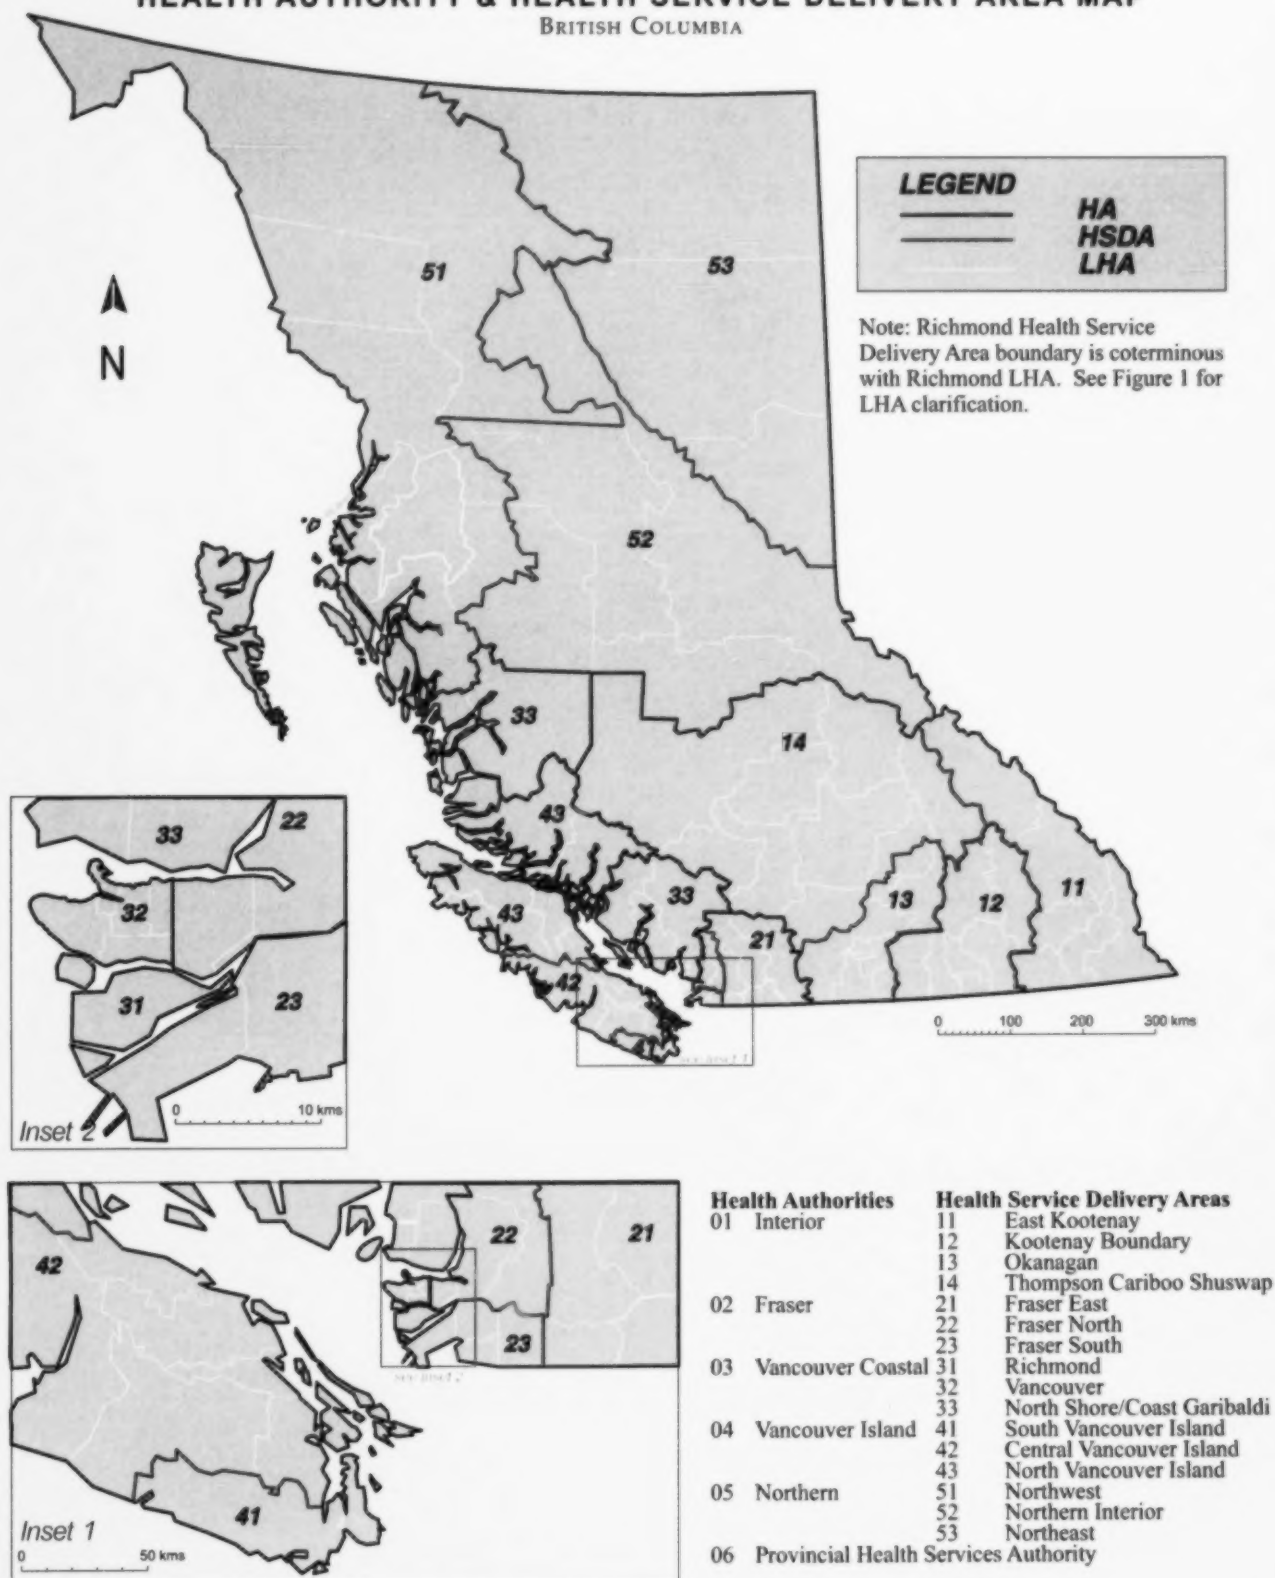 HEALTH AUTHORITY & HEALTH SERVICE DELIVERY AREA MAP
BRITISH COLUMBIA
LEGEND
HA
HSDA
LHA
Note: Richmond Health Service
Delivery Area boundary is coterminous
with Richmond LHA. See Figure 1 for
LHA clarification.
N
51
53
52
33
14
43
33
13
12
11
43
21
42
41
see inset 1
0 100 200 300 kms
33
22
32
31
23
0 10 kms
Inset 2
42
22
21
23
see inset 2
41
Inset 1
0 50 kms
Health Authorities Health Service Delivery Areas
01 Interior 11 East Kootenay
12 Kootenay Boundary
13 Okanagan
14 Thompson Cariboo Shuswap
02 Fraser 21 Fraser East
22 Fraser North
23 Fraser South
03 Vancouver Coastal 31 Richmond
32 Vancouver
33 North Shore/Coast Garibaldi
04 Vancouver Island 41 South Vancouver Island
42 Central Vancouver Island
43 North Vancouver Island
05 Northern 51 Northwest
52 Northern Interior
53 Northeast
06 Provincial Health Services Authority